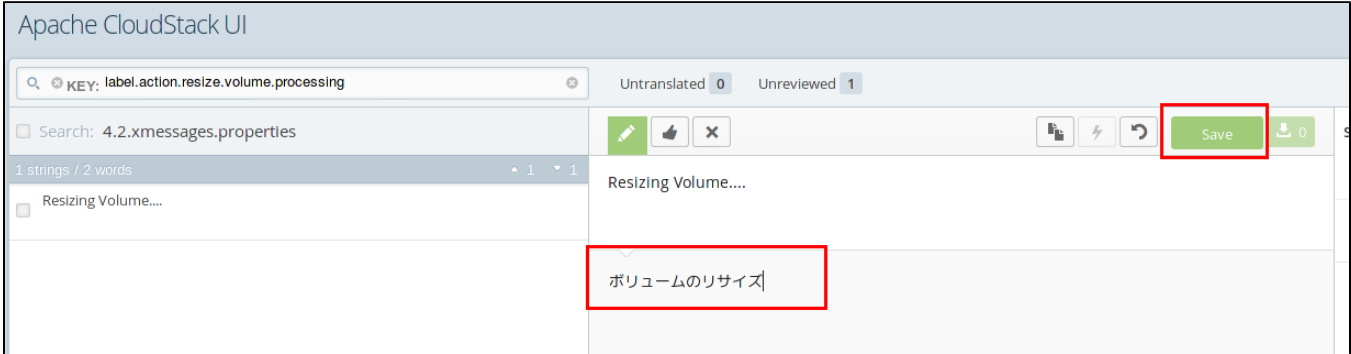 Apache CloudStack UI
KEY: label.action.resize.volume.processing
Untranslated 0 Unreviewed 1
Search: 4.2.xmessages.properties
Save 0
1 strings / 2 words 1 1
Resizing Volume....
Resizing Volume....
ボリュームのリサイズ